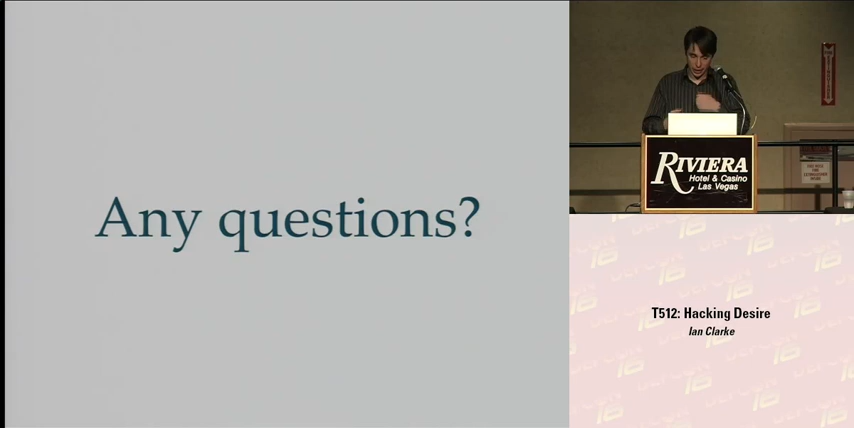 Any questions?
RIVIERA
Hotel & Casino
Las Vegas
T512: Hacking Desire
Ian Clarke